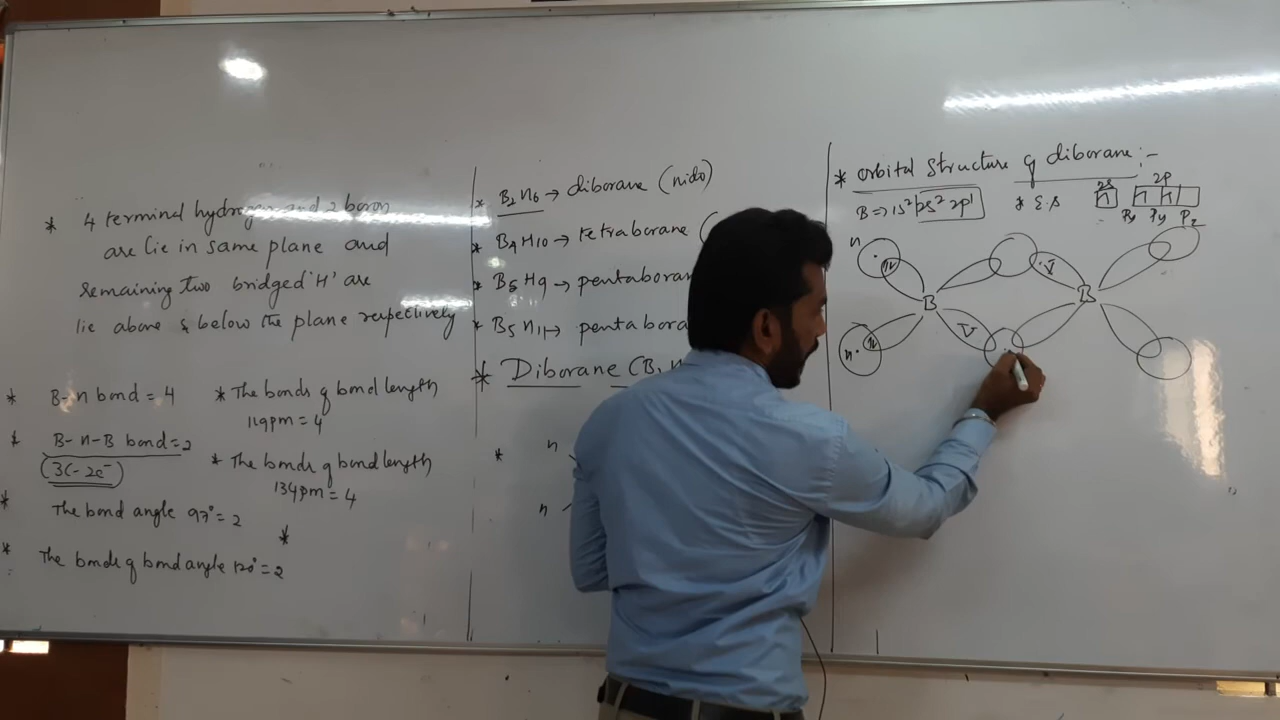 * 4 terminal hydrogen and 2 boron
are lie in same plane and
remaining two bridged 'H' are
lie above & below the plane repectively
* B-H bond = 4
* B-H-B bond = 2
(3C-2e⁻)
* The bond angle 97° = 2
* The bonds of bond angle 120° = 2
* The bonds of bond length
119pm = 4
* The bonds of bond length
134pm = 4
*
* B₂H₆ → diborane (nido)
* B₄H₁₀ → tetraborane (
* B₅H₉ → pentaboran
* B₅H₁₁ → pentabora
* Diborane (B₂H
*
H
H
* orbital structure of diborane :-
B => 1s² 2s² 2p¹
* E.S
2s
2p
Px Py Pz
H
B
B
H